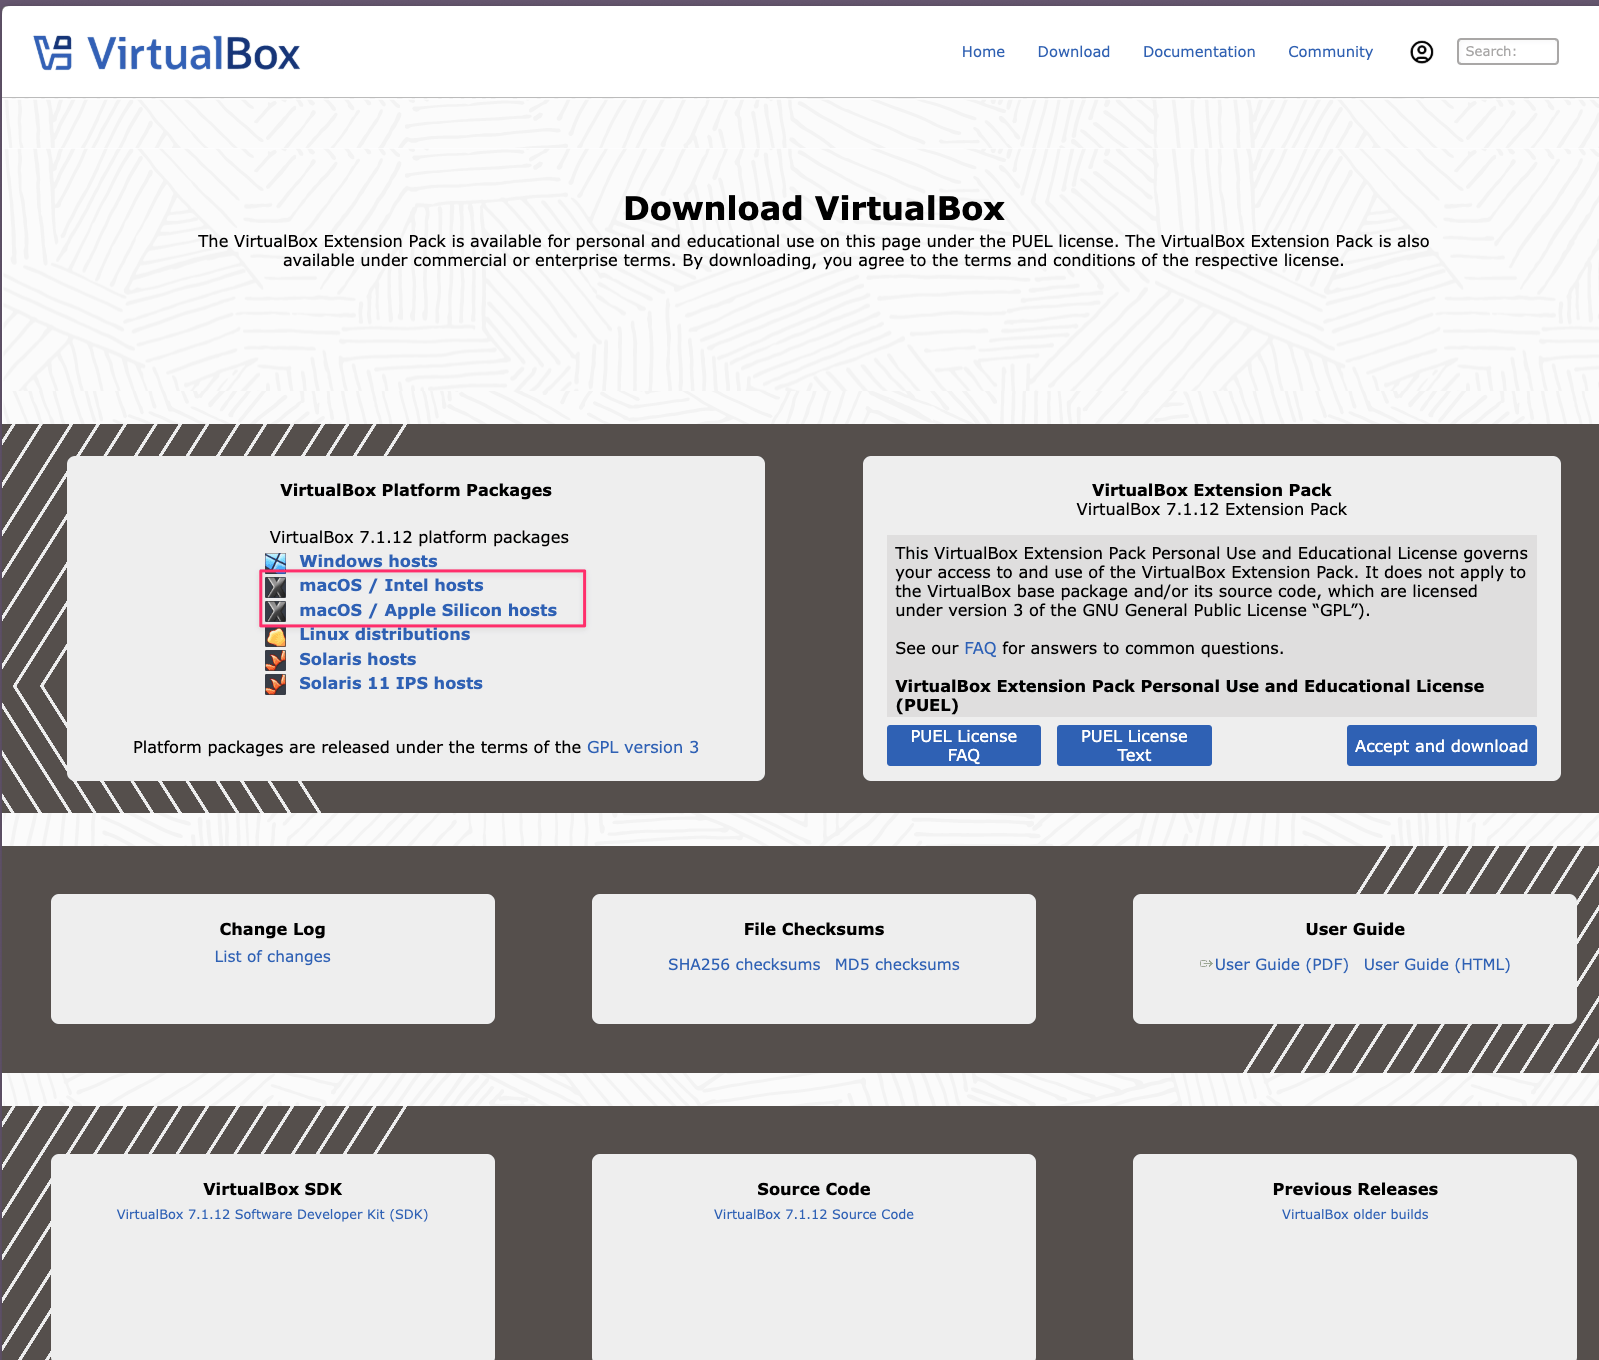 VirtualBox
Home Download Documentation Community Search:
Download VirtualBox
The VirtualBox Extension Pack is available for personal and educational use on this page under the PUEL license. The VirtualBox Extension Pack is also
available under commercial or enterprise terms. By downloading, you agree to the terms and conditions of the respective license.
VirtualBox Platform Packages
VirtualBox 7.1.12 platform packages
Windows hosts
macOS / Intel hosts
macOS / Apple Silicon hosts
Linux distributions
Solaris hosts
Solaris 11 IPS hosts
Platform packages are released under the terms of the GPL version 3
VirtualBox Extension Pack
VirtualBox 7.1.12 Extension Pack
This VirtualBox Extension Pack Personal Use and Educational License governs
your access to and use of the VirtualBox Extension Pack. It does not apply to
the VirtualBox base package and/or its source code, which are licensed
under version 3 of the GNU General Public License “GPL”).
See our FAQ for answers to common questions.
VirtualBox Extension Pack Personal Use and Educational License
(PUEL)
PUEL License
FAQ
PUEL License
Text
Accept and download
Change Log
List of changes
File Checksums
SHA256 checksums MD5 checksums
User Guide
User Guide (PDF) User Guide (HTML)
VirtualBox SDK
VirtualBox 7.1.12 Software Developer Kit (SDK)
Source Code
VirtualBox 7.1.12 Source Code
Previous Releases
VirtualBox older builds